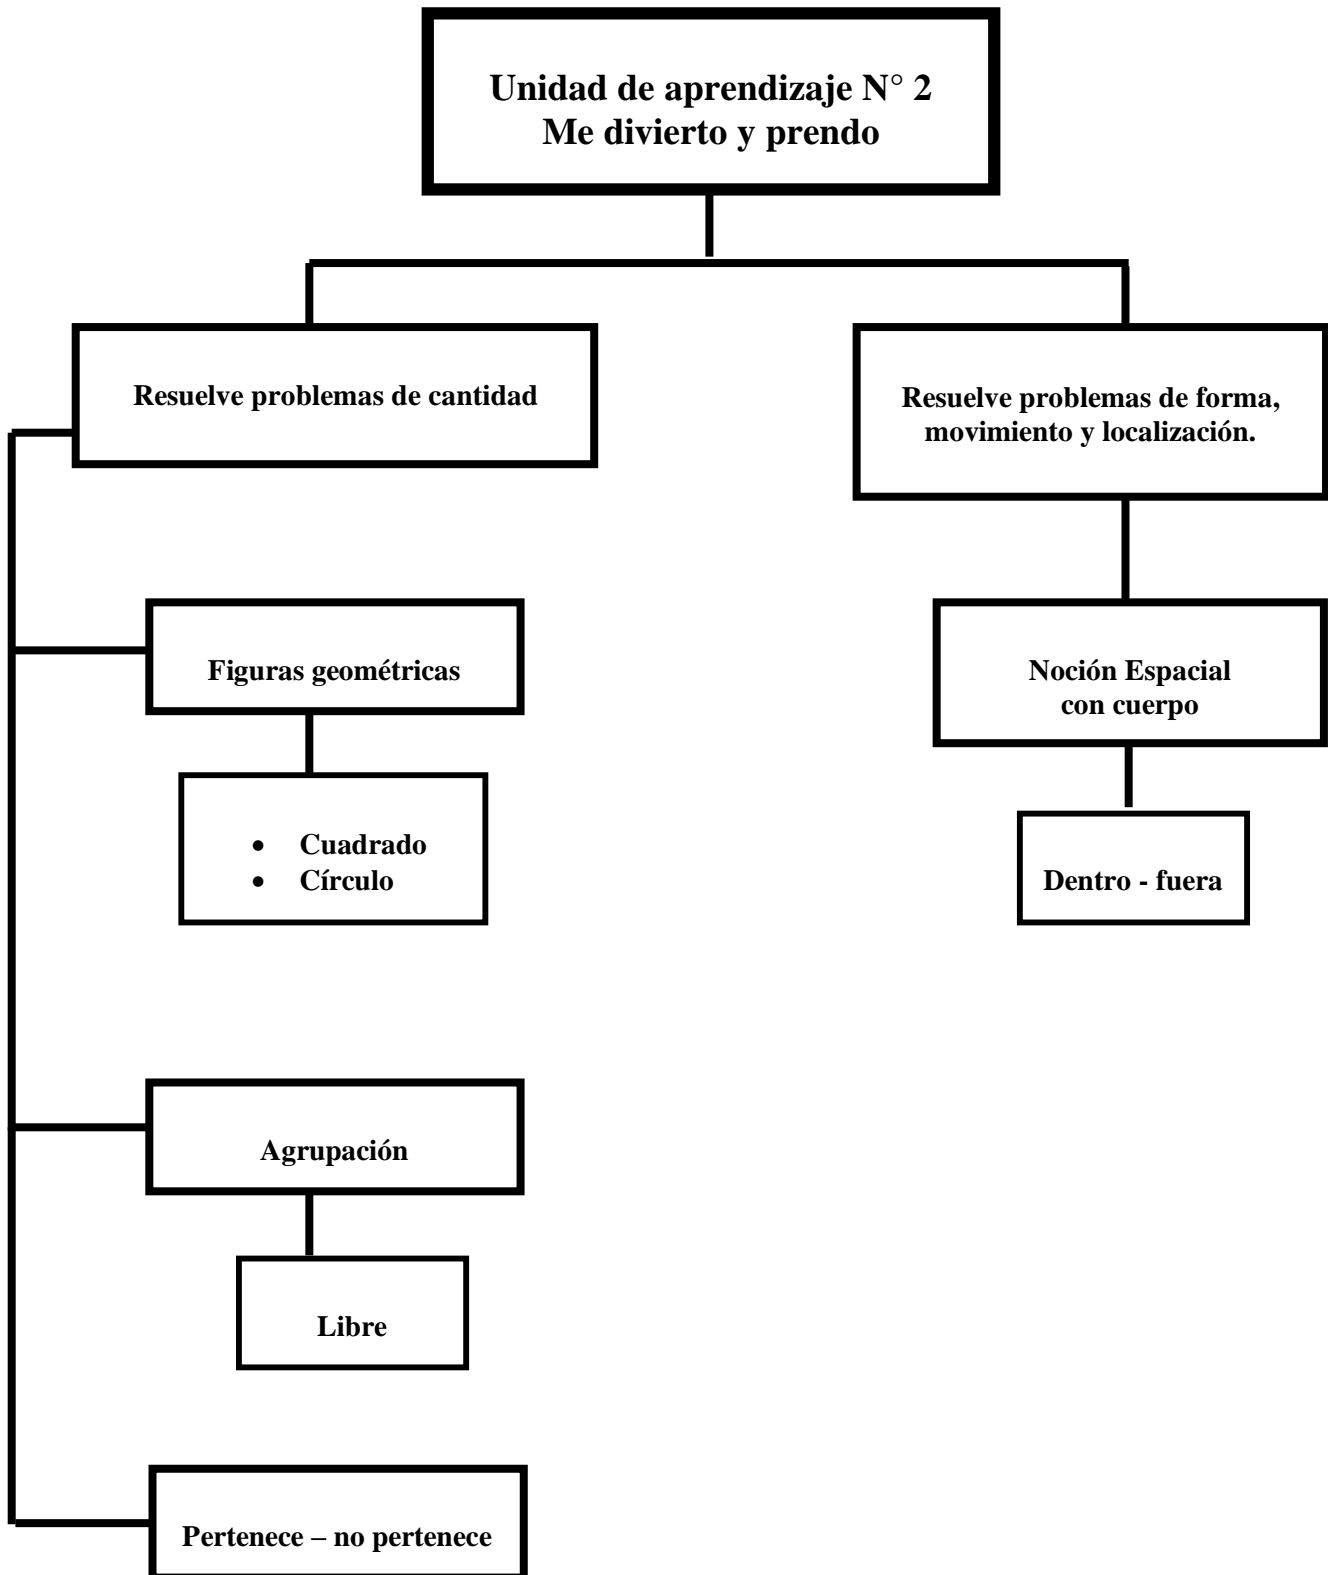 Unidad de aprendizaje N° 2
Me divierto y prendo
Resuelve problemas de cantidad
Resuelve problemas de forma,
movimiento y localización.
Figuras geométricas
Noción Espacial
con cuerpo
• Cuadrado
• Círculo
Dentro - fuera
Agrupación
Libre
Pertenece – no pertenece